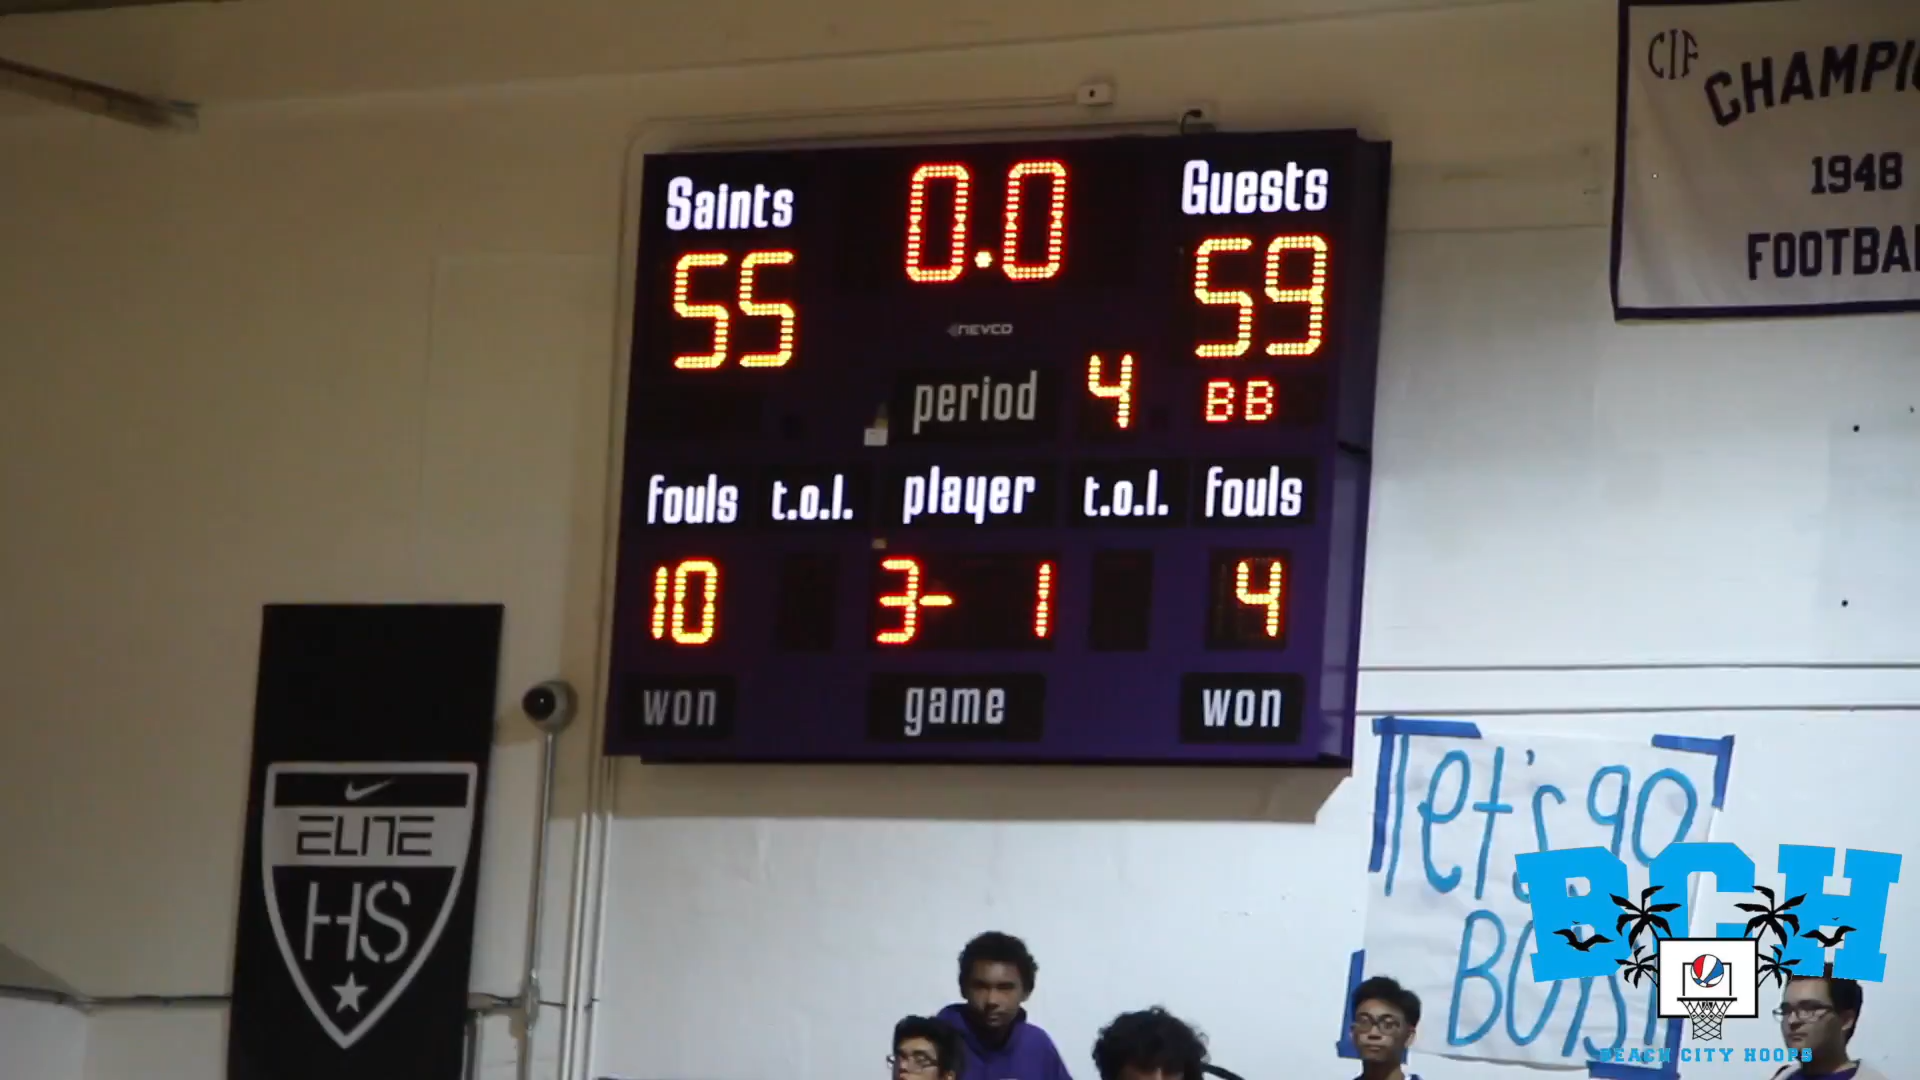 CIF
CHAMPI
1948
FOOTBA
Saints 0.0 Guests
55 59
NEVCO
period 4 BB
fouls t.o.l. player t.o.l. fouls
10 3- 1 4
won game won
ELITE
HS
let's go
BOYS!
BCH
BEACH CITY HOOPS